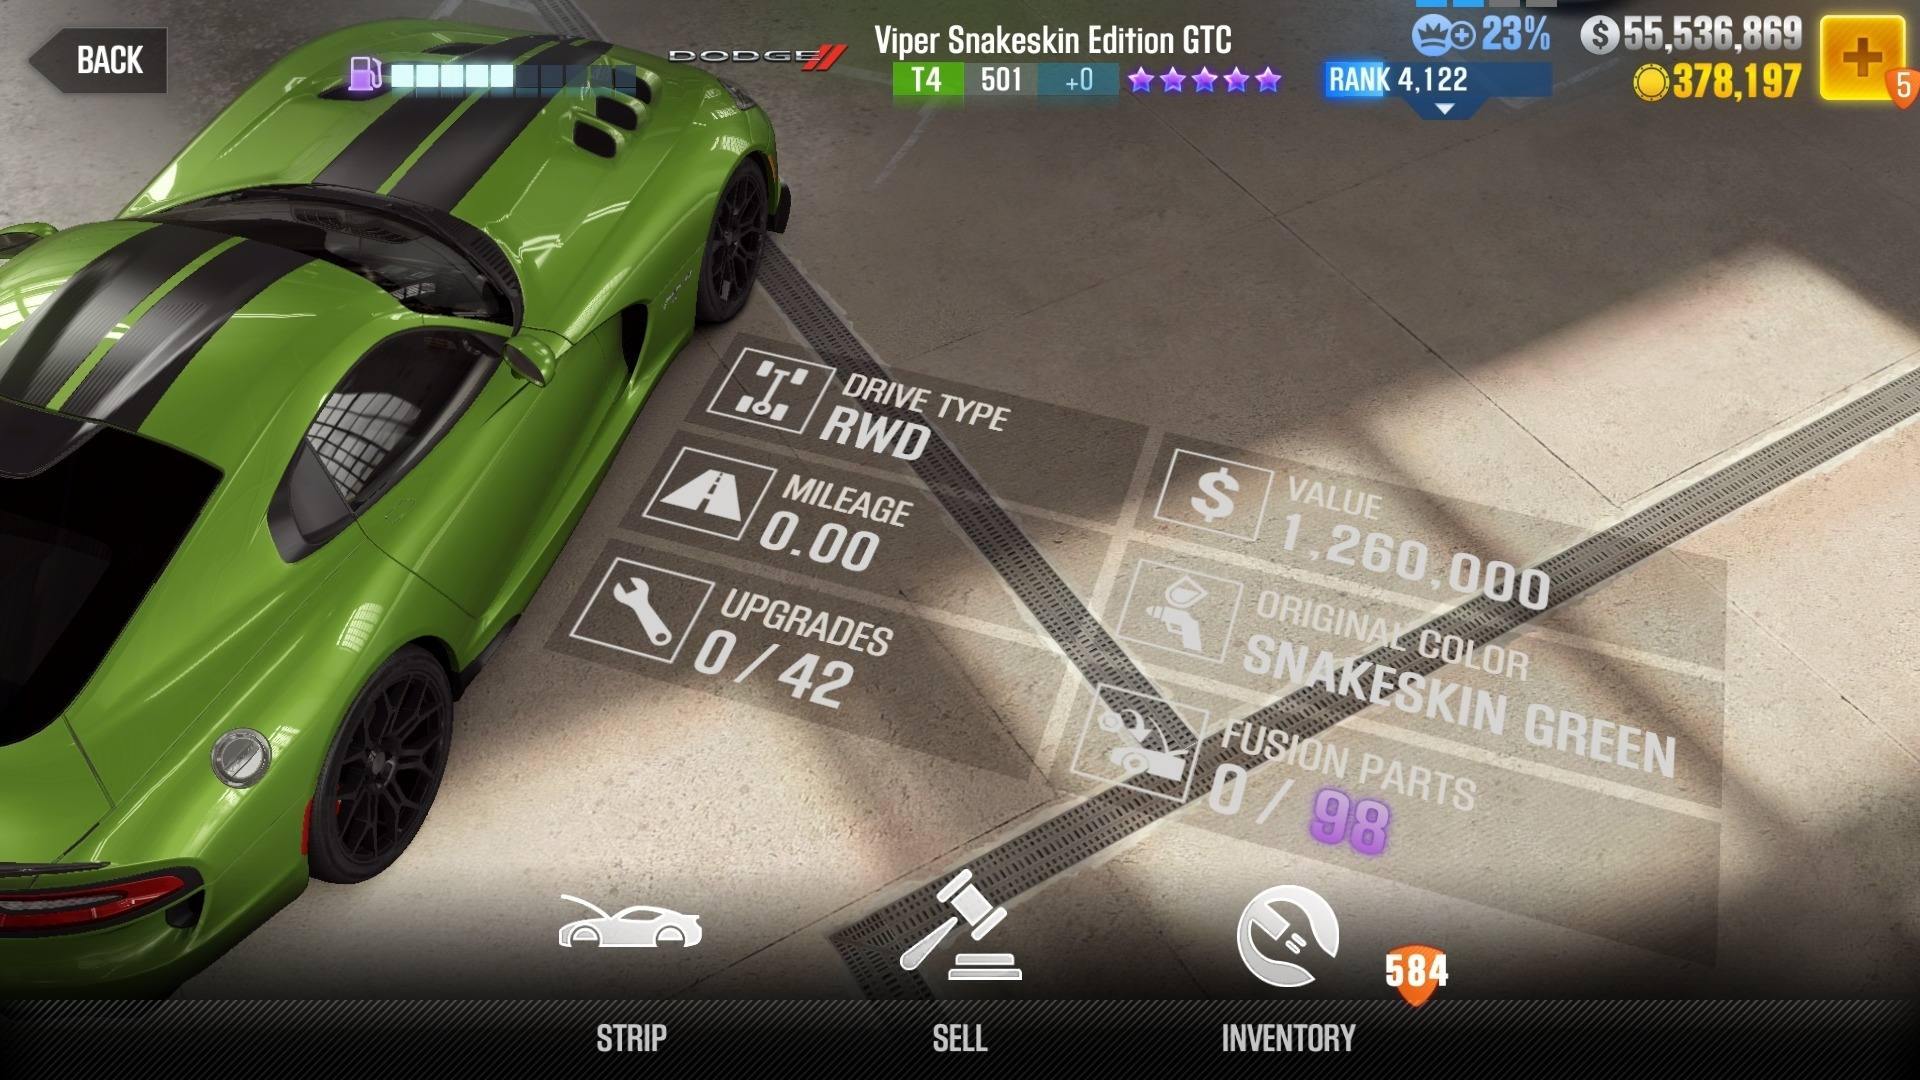 BACK
DODGE
Viper Snakeskin Edition GTC
T4 501 +0
23%
RANK 4,122
55,536,869
378,197
5
DRIVE TYPE
RWD
MILEAGE
0.00
UPGRADES
0 / 42
VALUE
1,260,000
ORIGINAL COLOR
SNAKESKIN GREEN
FUSION PARTS
0 / 98
584
STRIP
SELL
INVENTORY